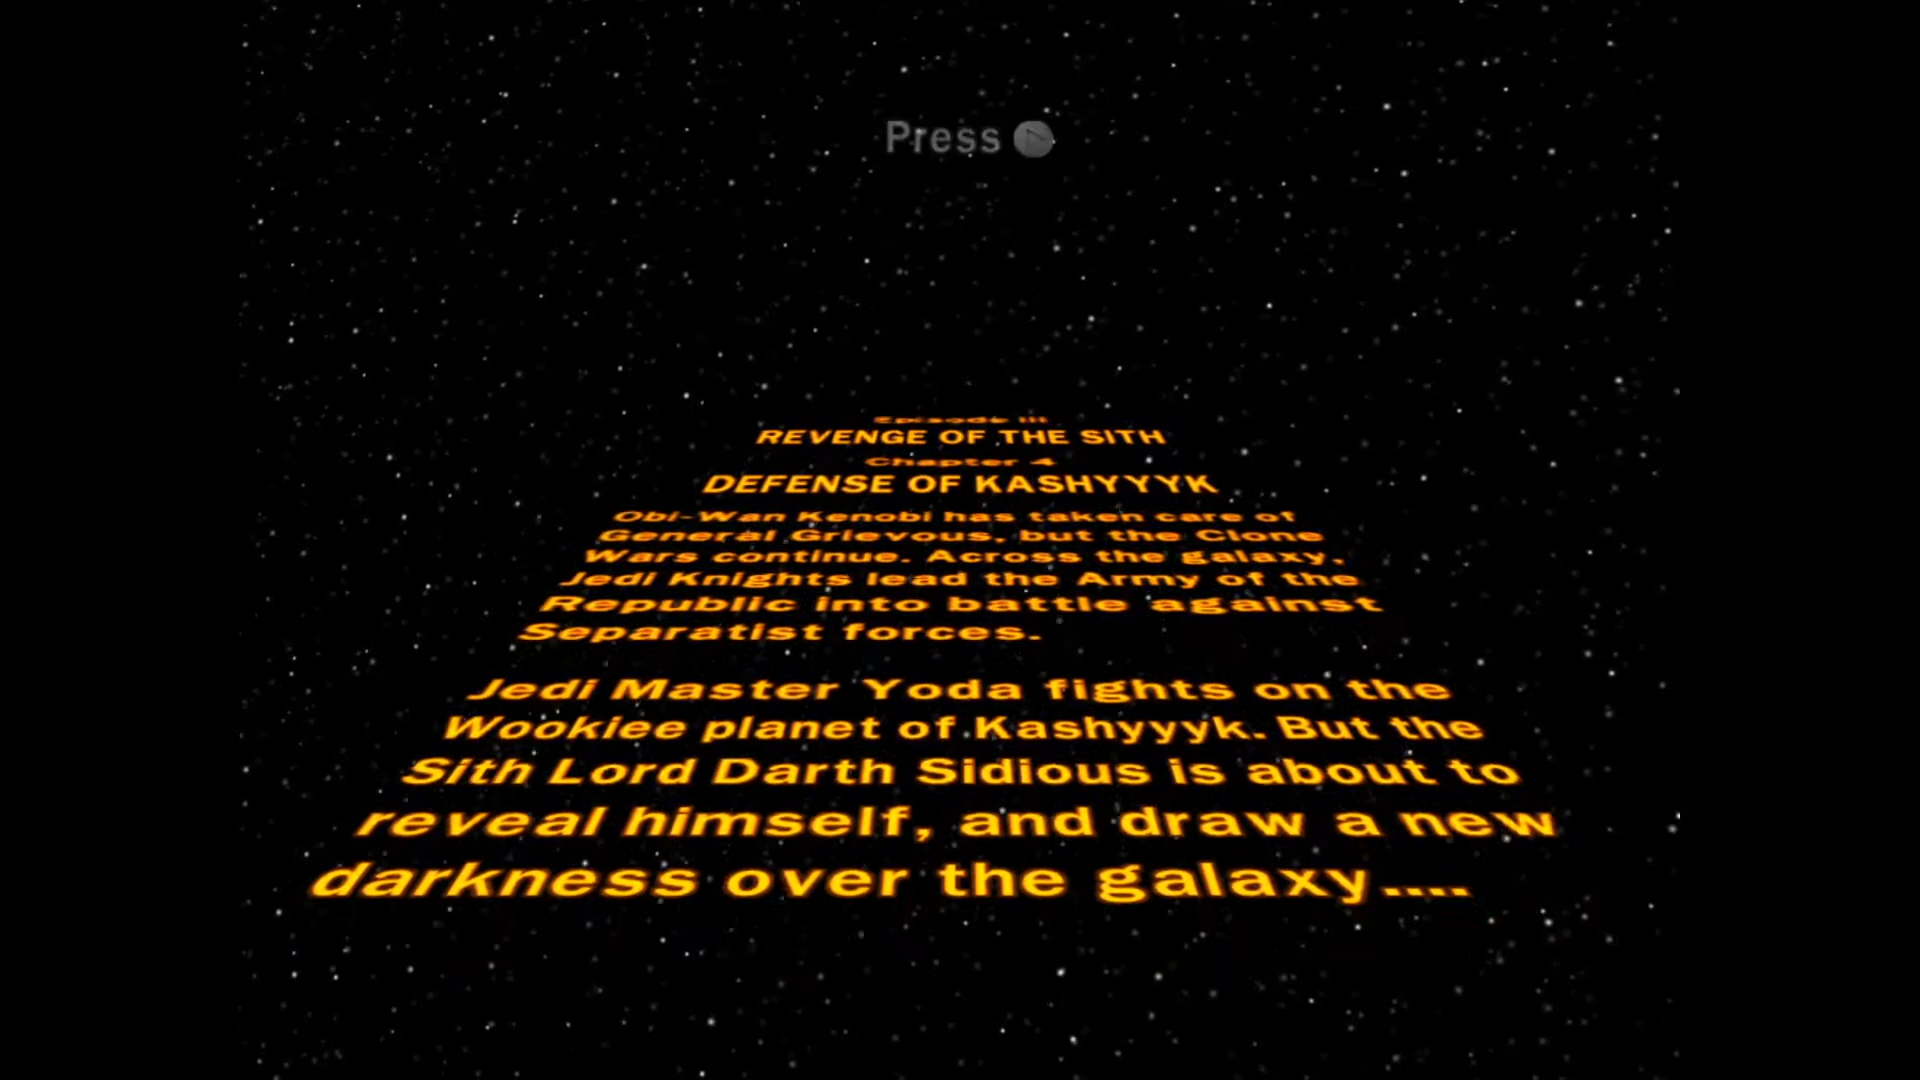 Press
Episode III
REVENGE OF THE SITH
Chapter 4
DEFENSE OF KASHYYYK
Obi-Wan Kenobi has taken care of
General Grievous, but the Clone
Wars continue. Across the galaxy,
Jedi Knights lead the Army of the
Republic into battle against
Separatist forces.
Jedi Master Yoda fights on the
Wookiee planet of Kashyyyk. But the
Sith Lord Darth Sidious is about to
reveal himself, and draw a new
darkness over the galaxy....